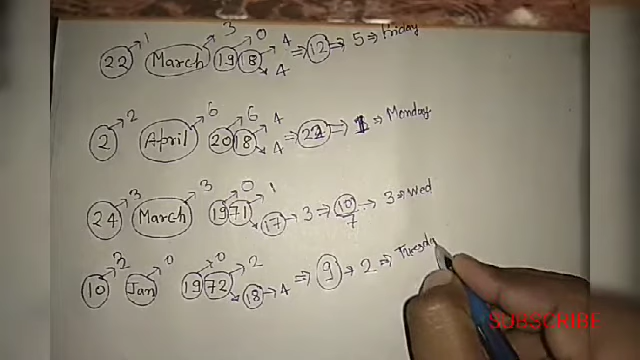 1 3 0 4
22 March 19 18 4 ⇒ 12 ⇒ 5 ⇒ Friday
2 6 6 4
2 April 20 18 4 ⇒ 22 ⇒ 1 ⇒ Monday
3 3 0 1
24 March 19 71 17 → 3 ⇒ 10/7 → 3 ⇒ Wed
3 0 0 2
10 Jan 19 72 18 → 4 ⇒ 9 → 2 ⇒ Tuesda
SUBSCRIBE